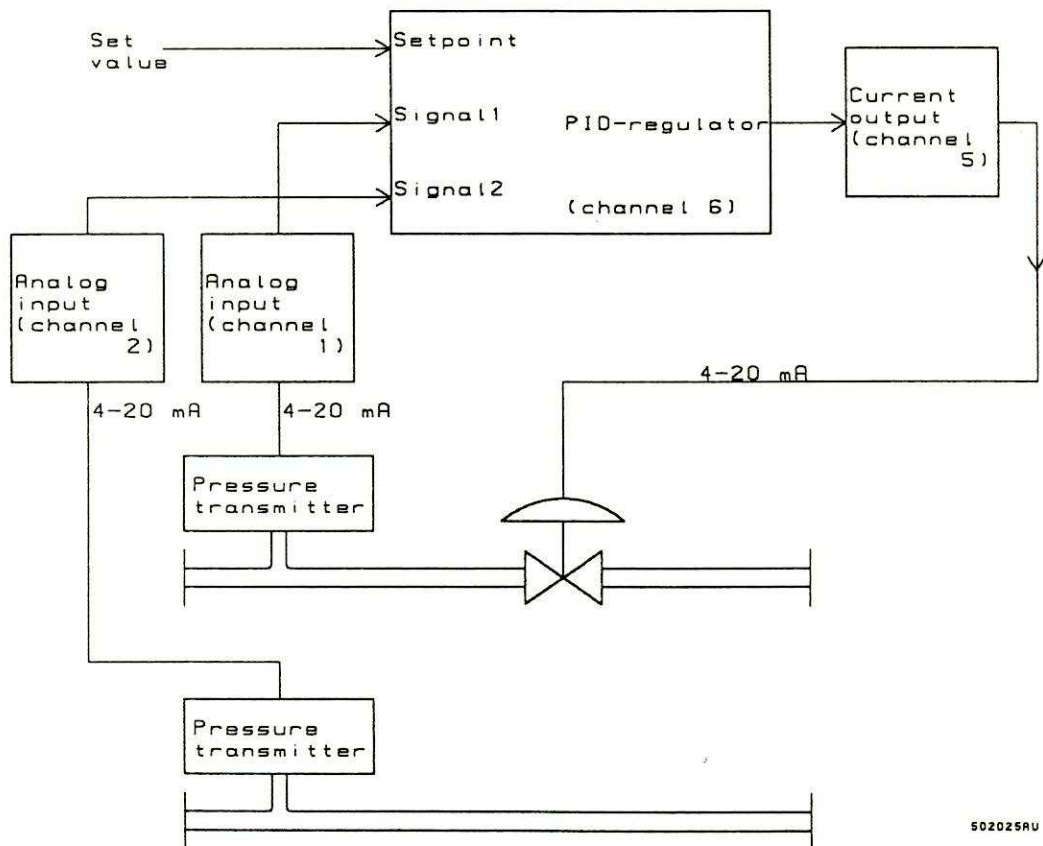 Set
value
Setpoint
Signal1
Signal2
PID-regulator
(channel 6)
Current
output
(channel
5)
Analog
input
(channel
2)
Analog
input
(channel
1)
4-20 mA
4-20 mA
4-20 mA
Pressure
transmitter
Pressure
transmitter
502025AU